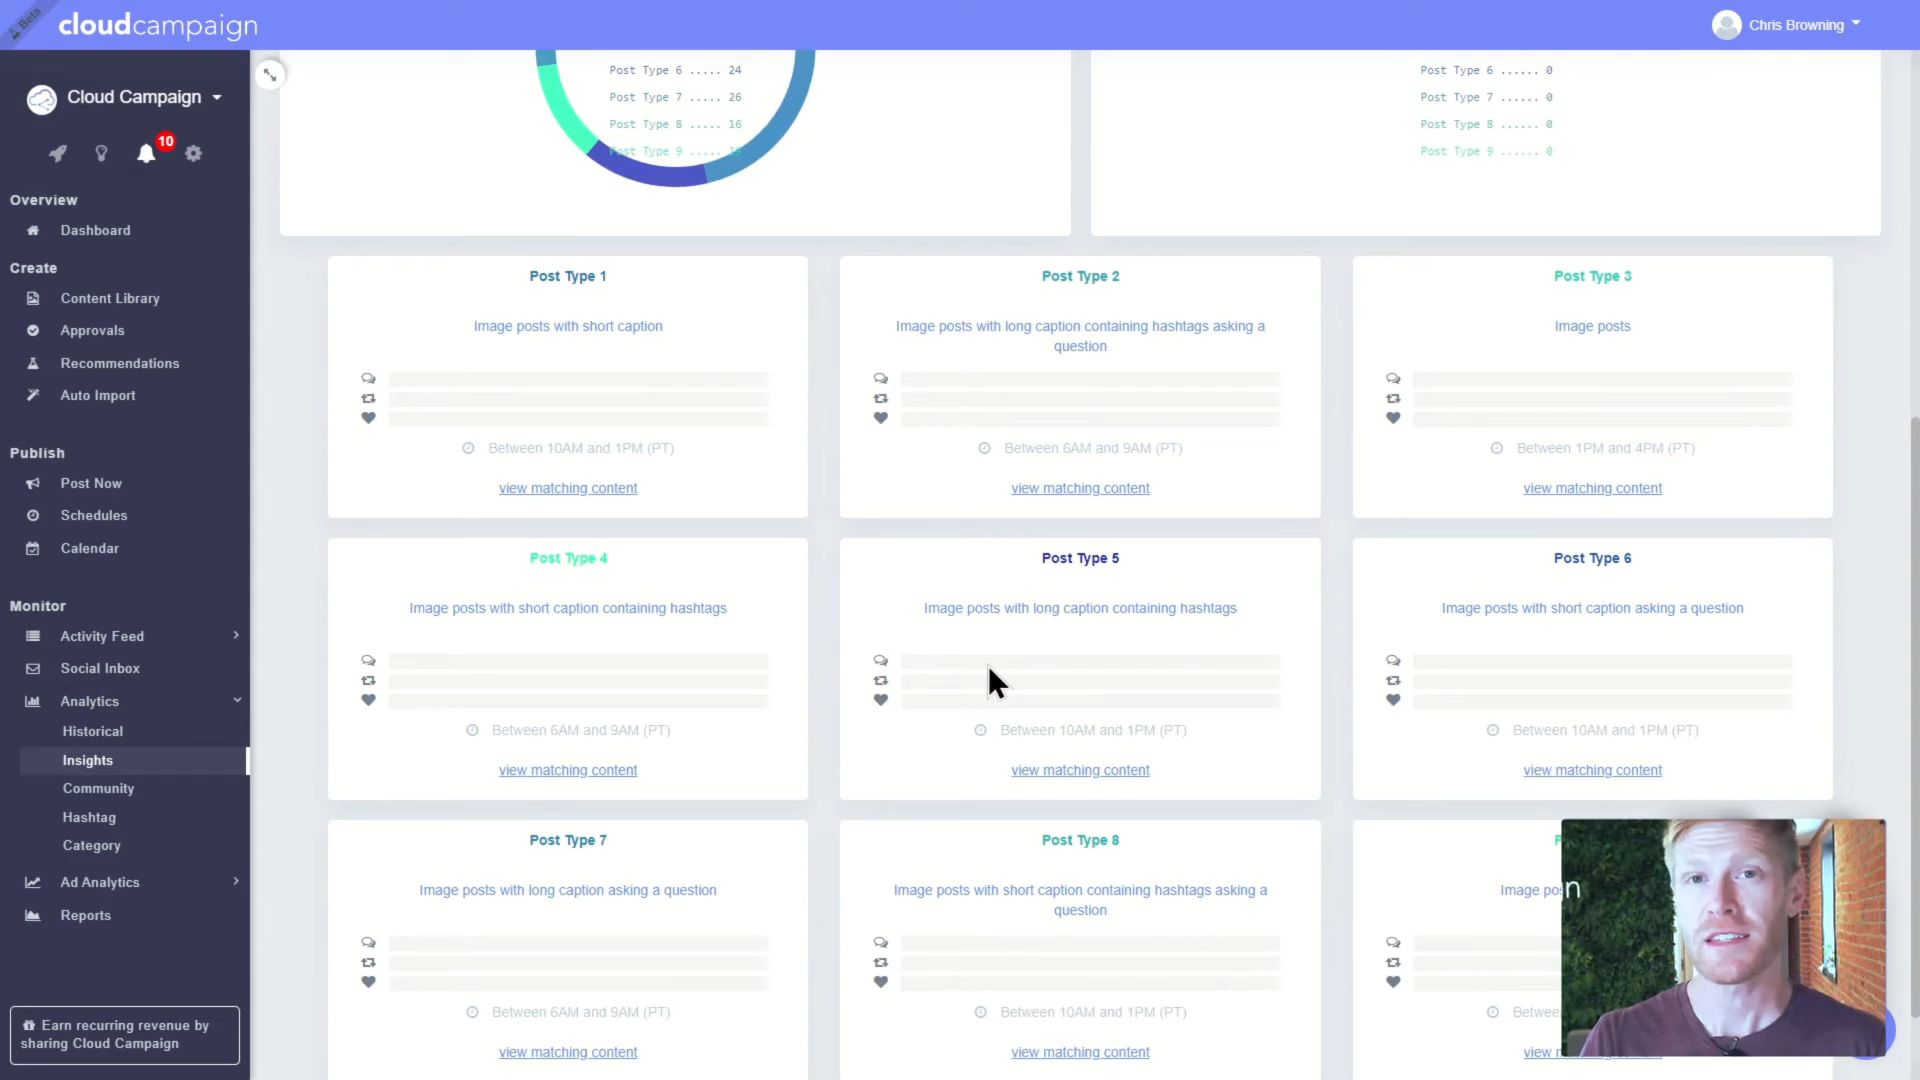 Beta
cloudcampaign
Chris Browning
Cloud Campaign
10
Overview
Dashboard
Create
Content Library
Approvals
Recommendations
Auto Import
Publish
Post Now
Schedules
Calendar
Monitor
Activity Feed
Social Inbox
Analytics
Historical
Insights
Community
Hashtag
Category
Ad Analytics
Reports
Earn recurring revenue by
sharing Cloud Campaign
Post Type 6 ..... 24
Post Type 7 ..... 26
Post Type 8 ..... 16
Post Type 9 .....
Post Type 6 ...... 0
Post Type 7 ...... 0
Post Type 8 ...... 0
Post Type 9 ...... 0
Post Type 1
Image posts with short caption
Between 10AM and 1PM (PT)
view matching content
Post Type 2
Image posts with long caption containing hashtags asking a
question
Between 6AM and 9AM (PT)
view matching content
Post Type 3
Image posts
Between 1PM and 4PM (PT)
view matching content
Post Type 4
Image posts with short caption containing hashtags
Between 6AM and 9AM (PT)
view matching content
Post Type 5
Image posts with long caption containing hashtags
Between 10AM and 1PM (PT)
view matching content
Post Type 6
Image posts with short caption asking a question
Between 10AM and 1PM (PT)
view matching content
Post Type 7
Image posts with long caption asking a question
Between 6AM and 9AM (PT)
view matching content
Post Type 8
Image posts with short caption containing hashtags asking a
question
Between 10AM and 1PM (PT)
view matching content
Image
view